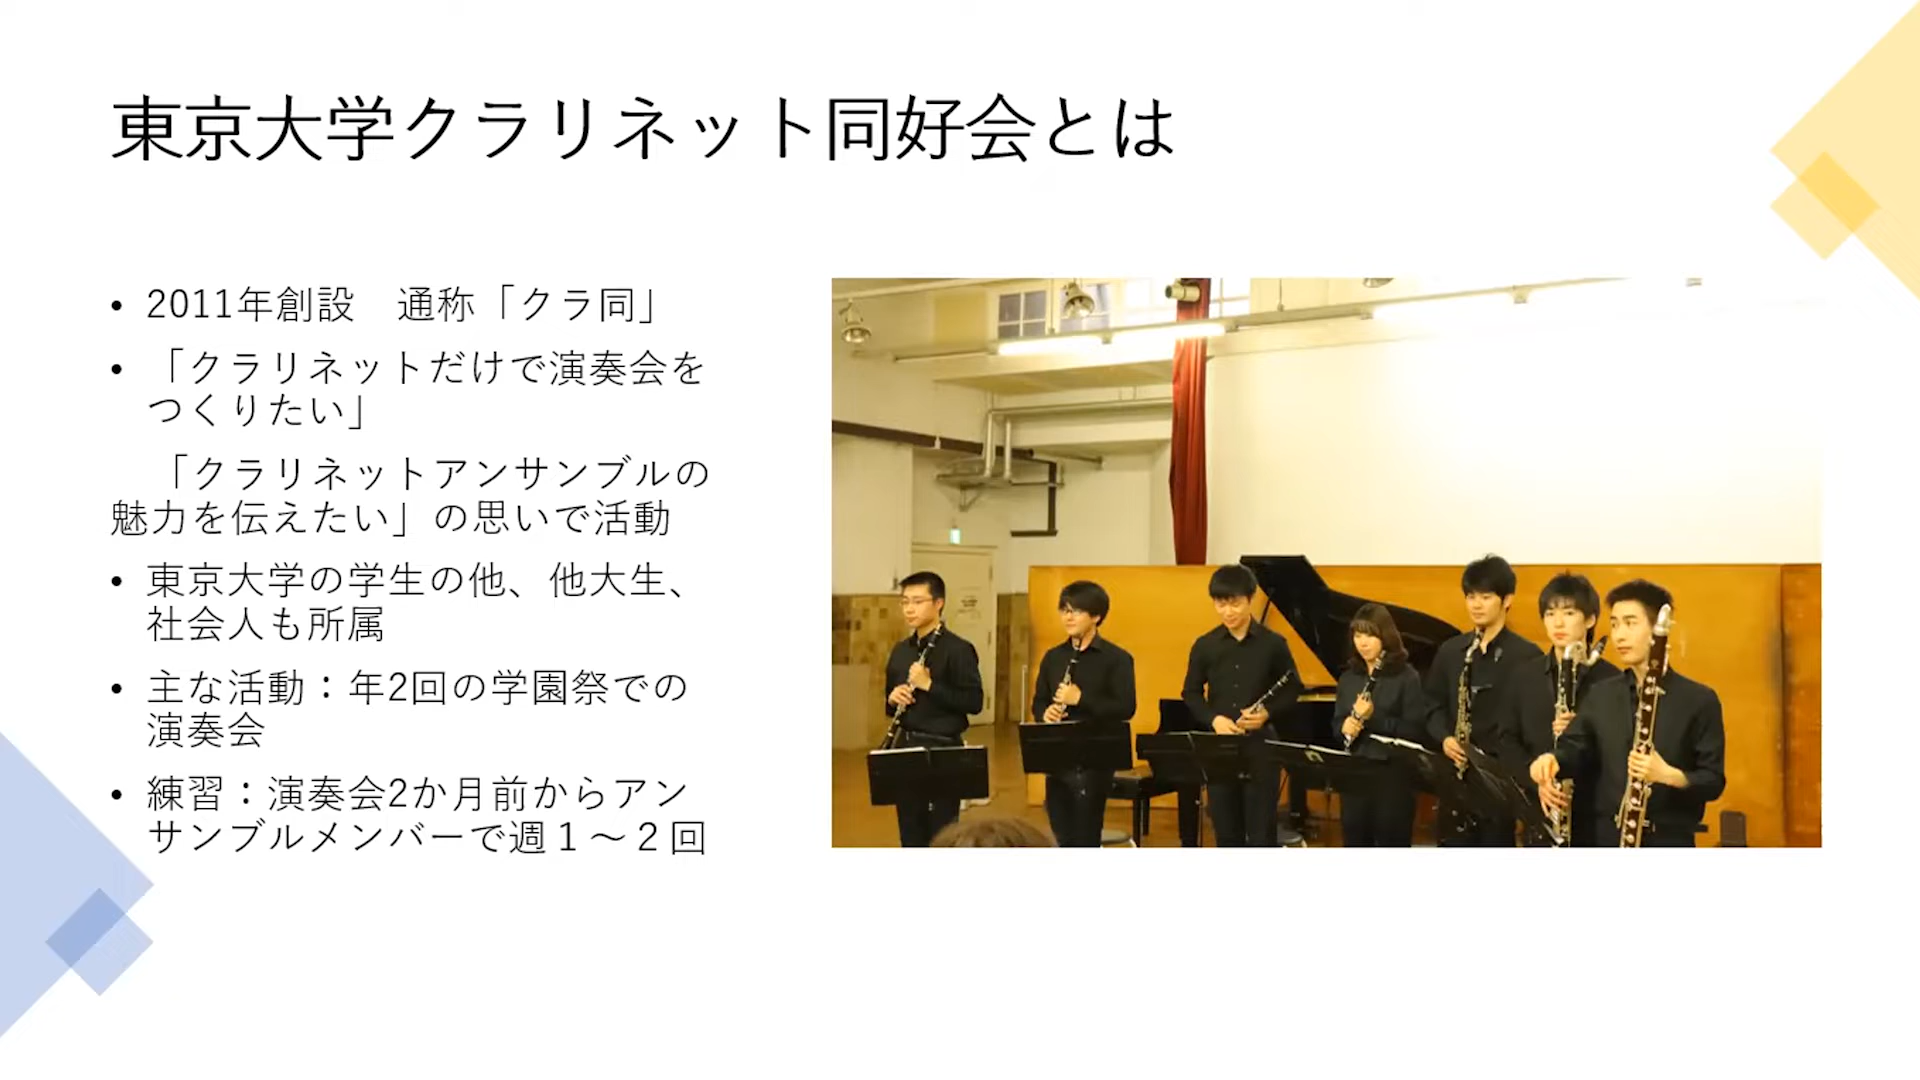 東京大学クラリネット同好会とは
• 2011年創設　通称「クラ同」
• 「クラリネットだけで演奏会を
つくりたい」
「クラリネットアンサンブルの
魅力を伝えたい」の思いで活動
• 東京大学の学生の他、他大生、
社会人も所属
• 主な活動：年2回の学園祭での
演奏会
• 練習：演奏会2か月前からアン
サンブルメンバーで週１～２回